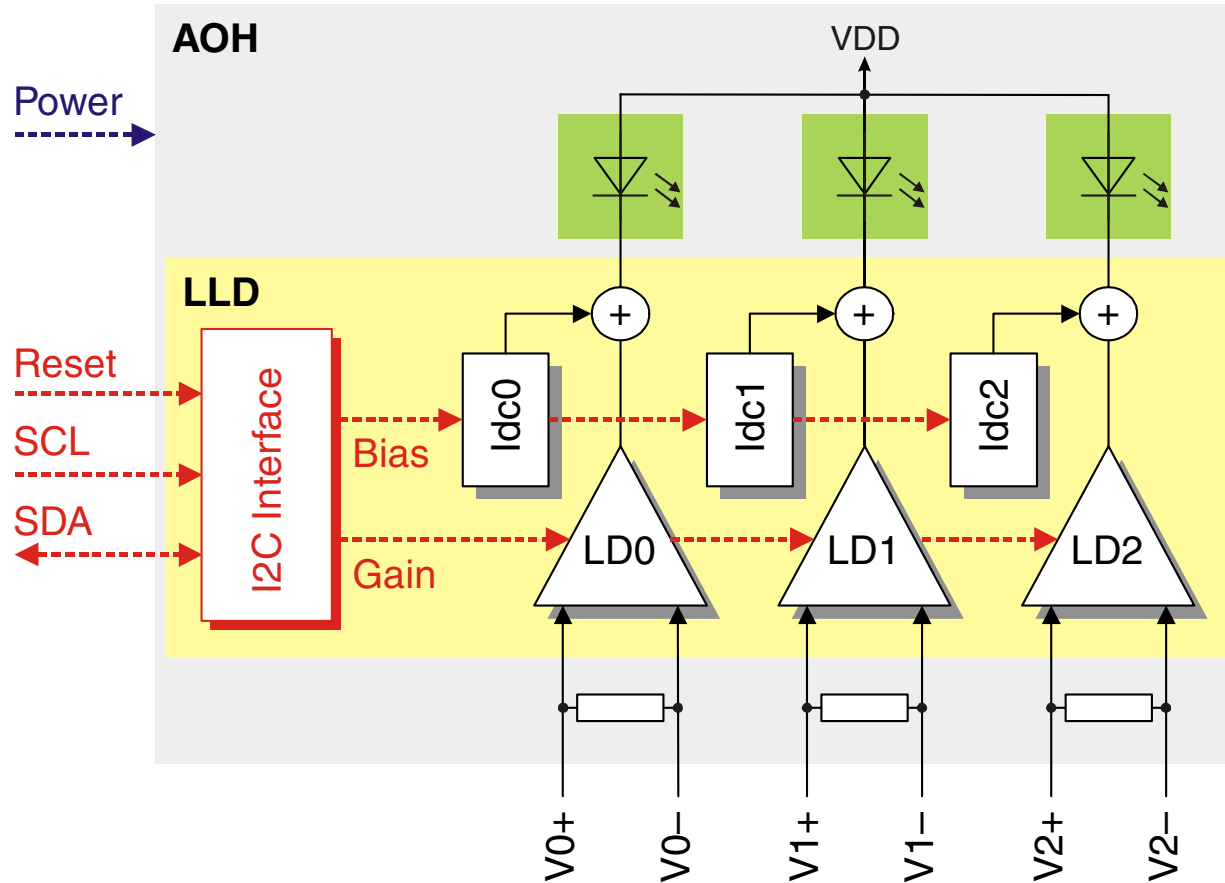 AOH
VDD
Power
LLD
Reset
SCL
SDA
I2C Interface
Bias
Gain
Idc0
Idc1
Idc2
+
+
+
LD0
LD1
LD2
V0+
V0–
V1+
V1–
V2+
V2–